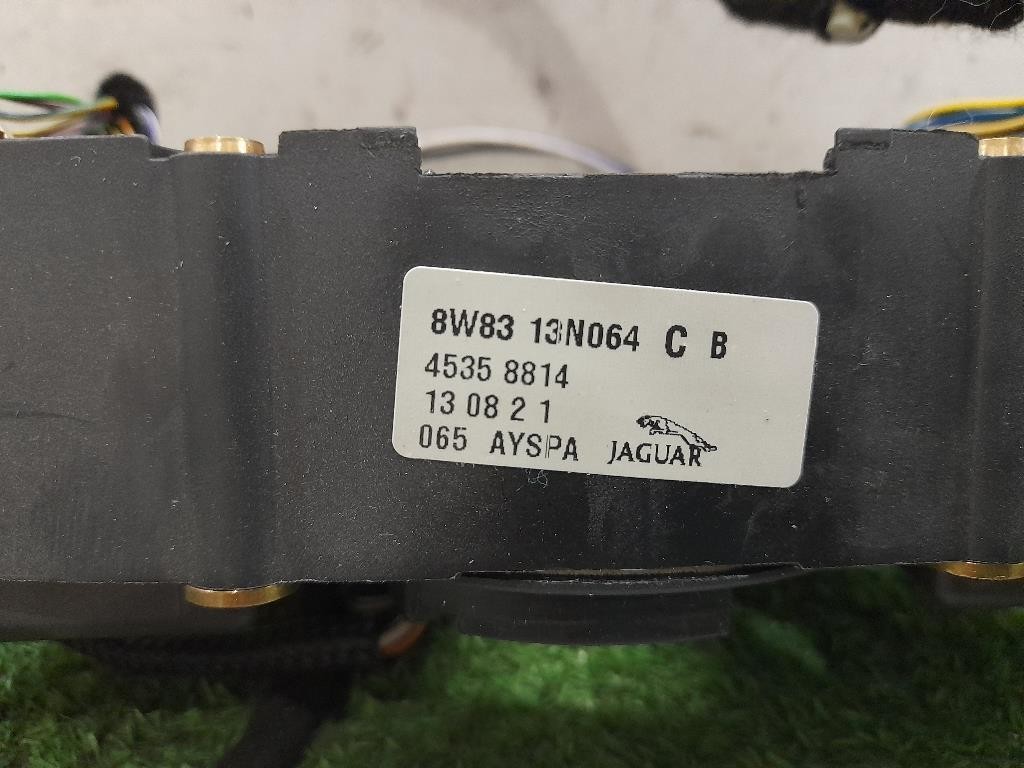 8W83 13N064 C B
4535 8814
13 08 2 1
065 AYSPA JAGUAR